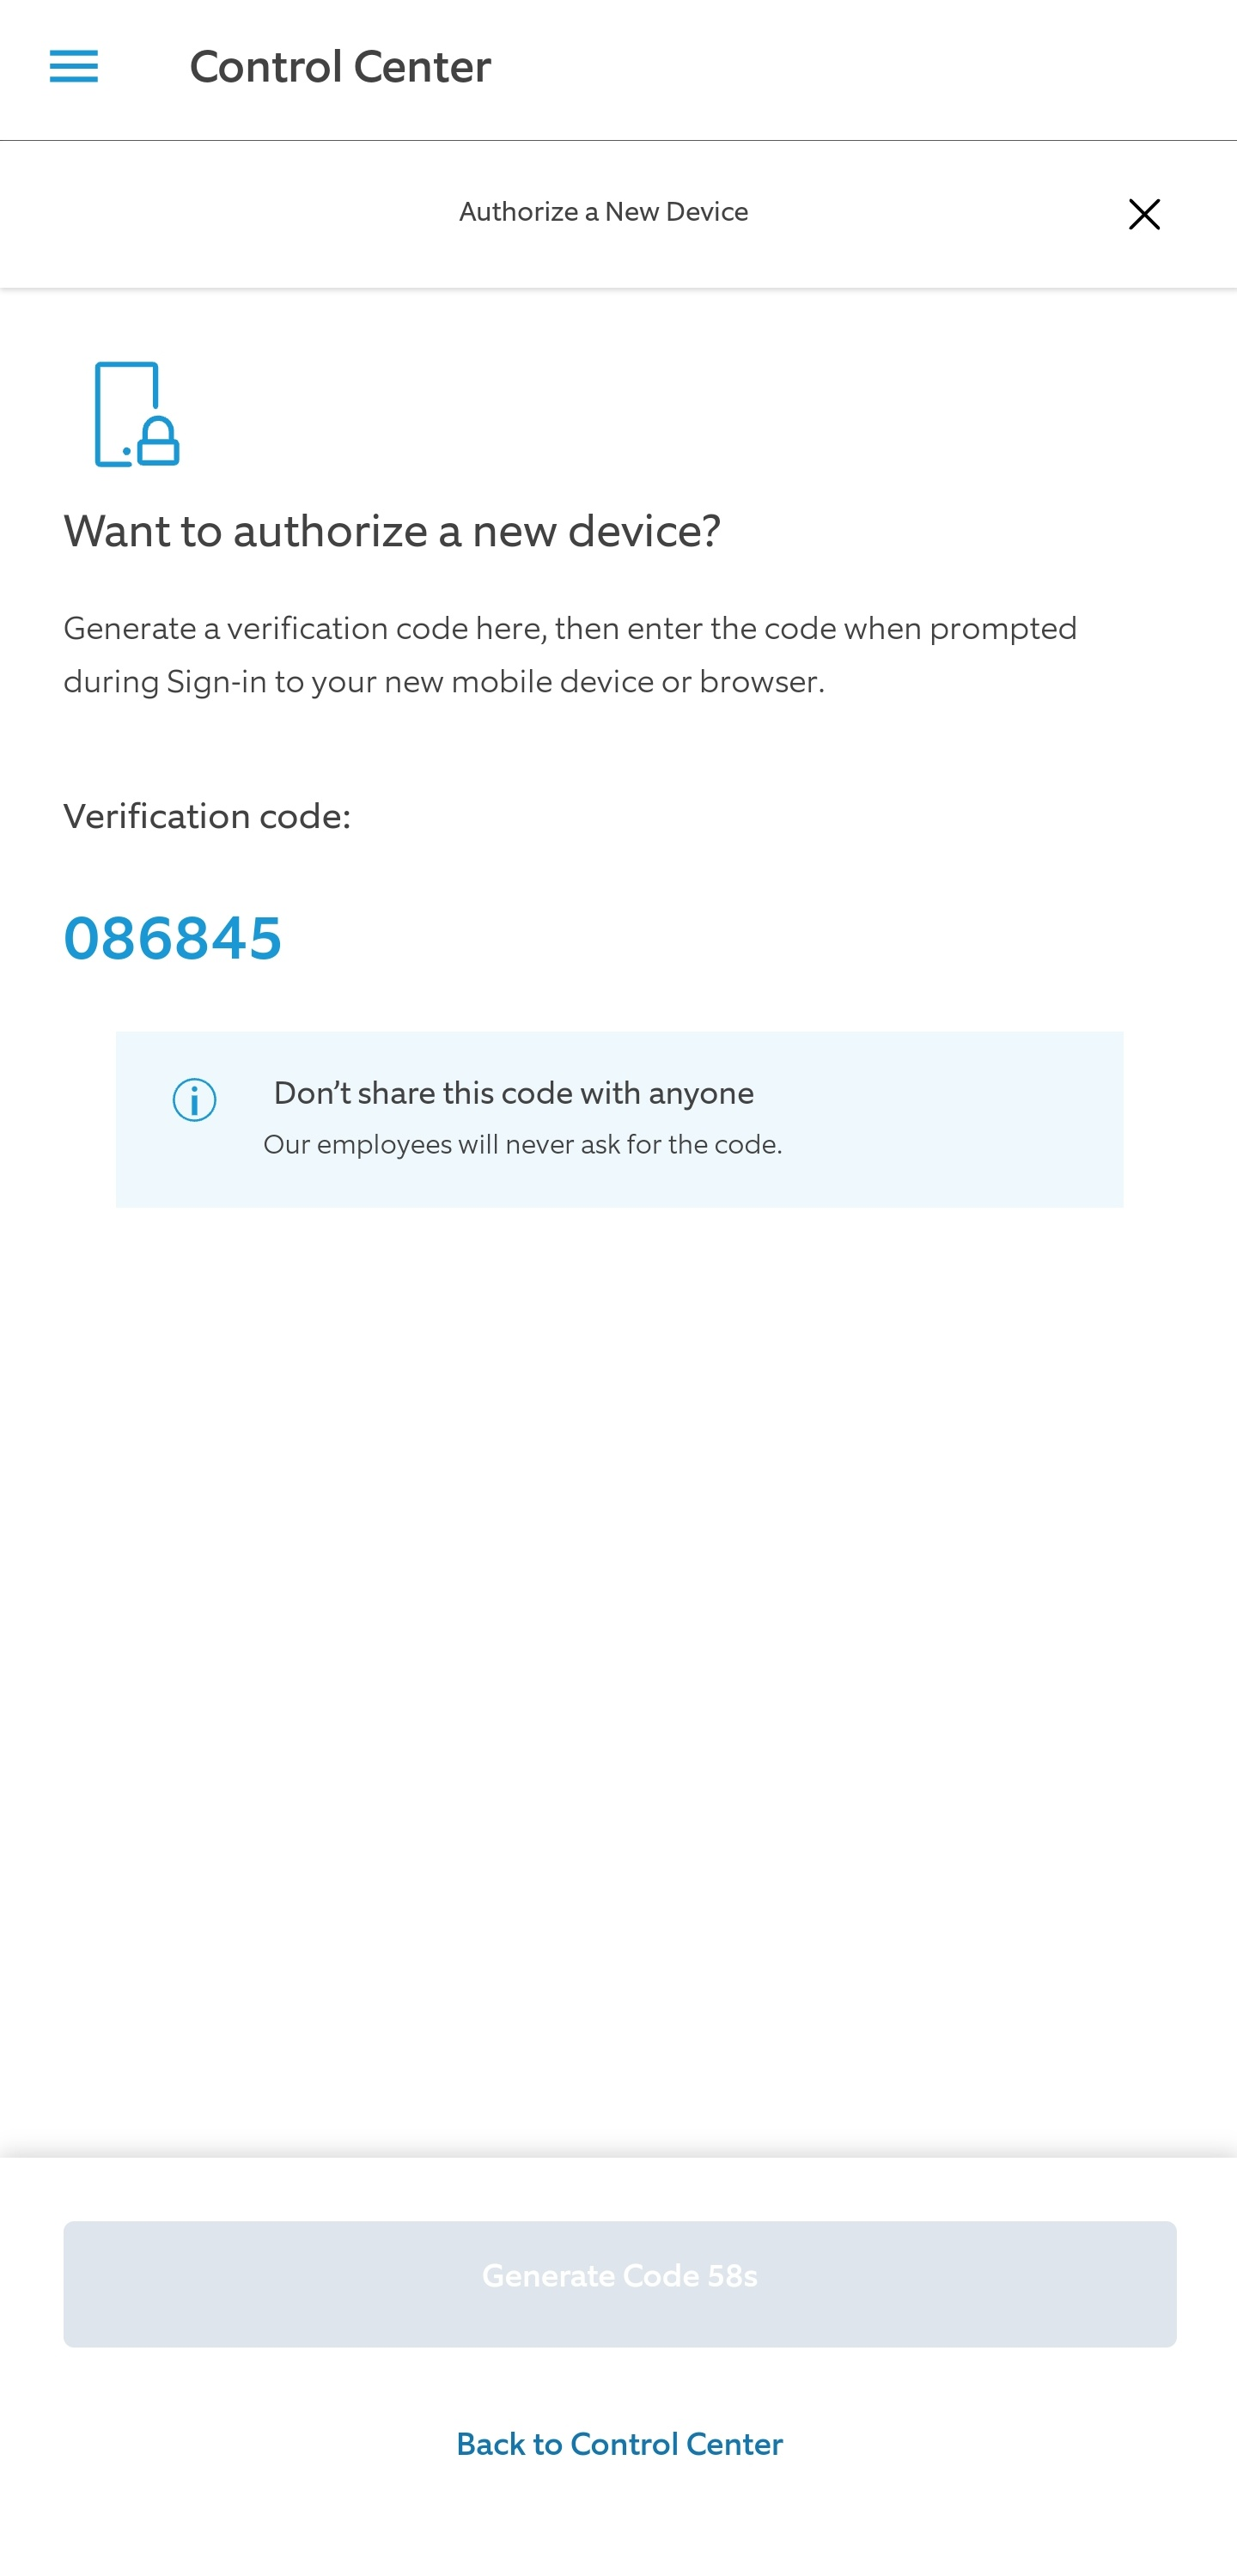 Control Center
Authorize a New Device
Want to authorize a new device?
Generate a verification code here, then enter the code when prompted
during Sign-in to your new mobile device or browser.
Verification code:
086845
Don’t share this code with anyone
Our employees will never ask for the code.
Generate Code 58s
Back to Control Center